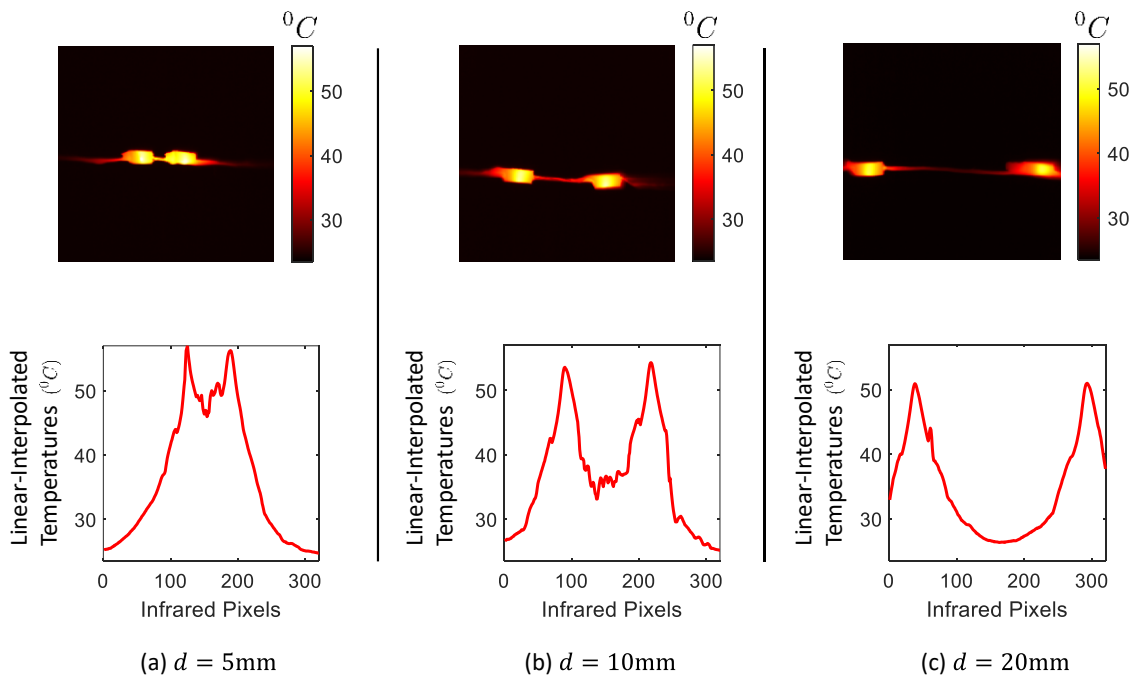 ⁰C
50
40
30
⁰C
50
40
30
⁰C
50
40
30
Linear-Interpolated
Temperatures (⁰C)
50
40
30
0 100 200 300
Infrared Pixels
(a) d = 5mm
Linear-Interpolated
Temperatures (⁰C)
50
40
30
0 100 200 300
Infrared Pixels
(b) d = 10mm
Linear-Interpolated
Temperatures (⁰C)
50
40
30
0 100 200 300
Infrared Pixels
(c) d = 20mm